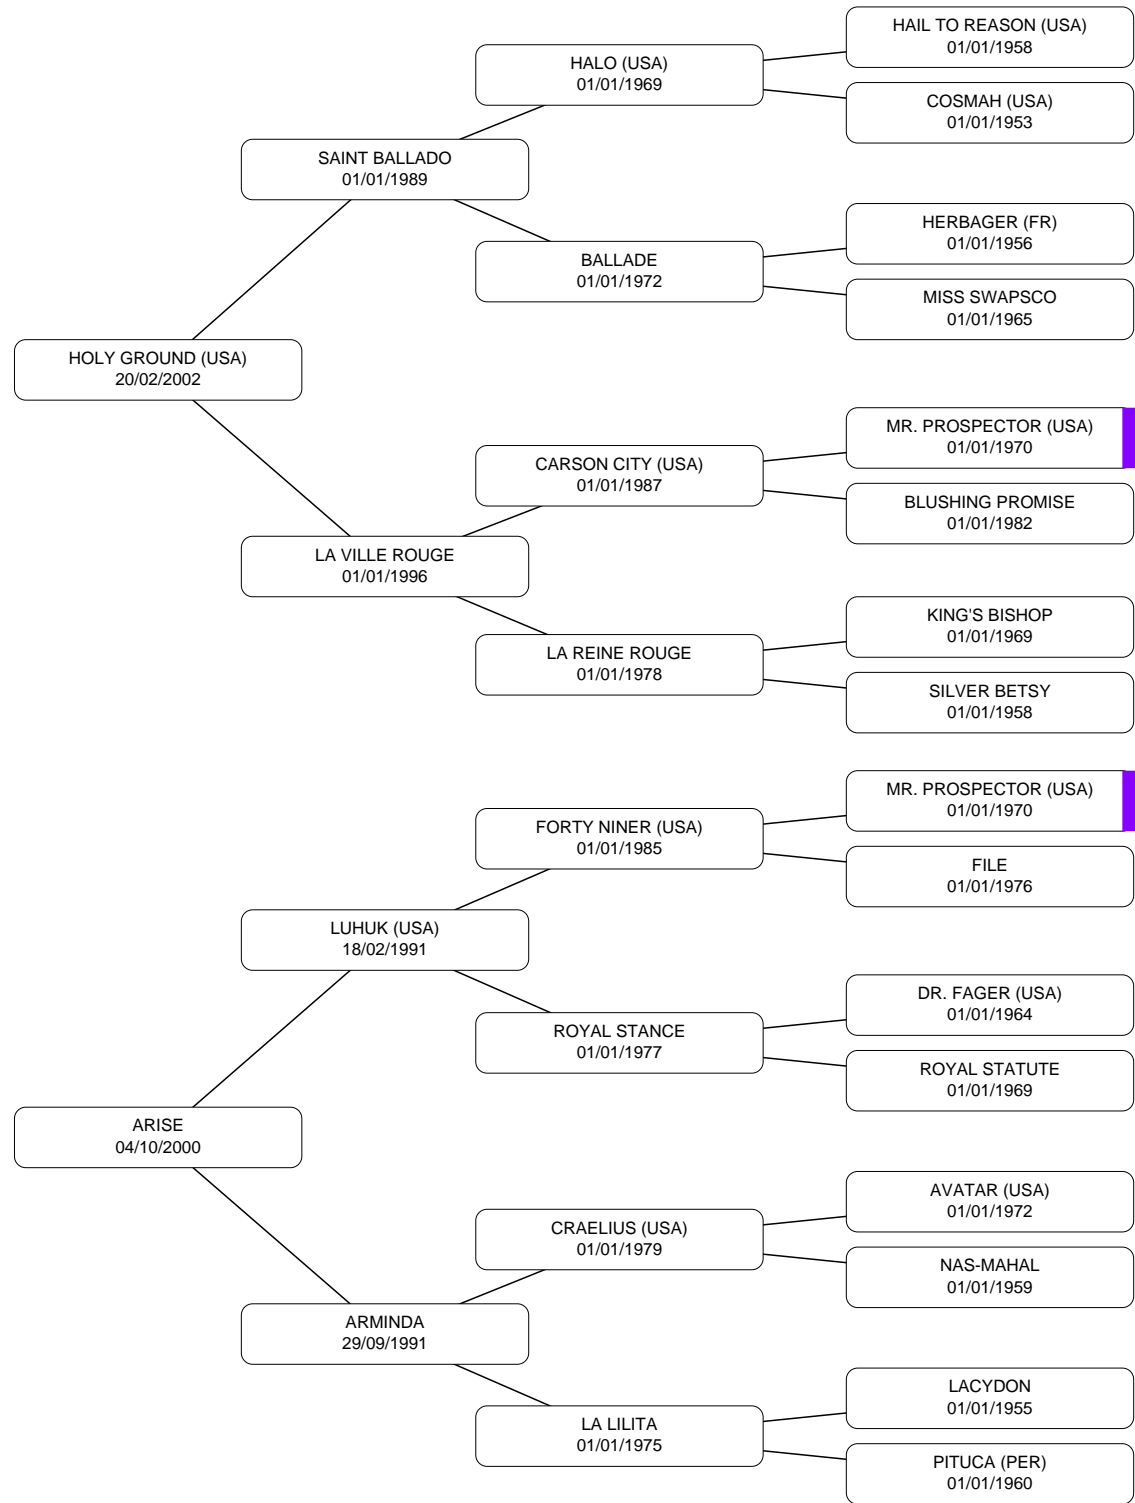 HAIL TO REASON (USA)
01/01/1958
HALO (USA)
01/01/1969
COSMAH (USA)
01/01/1953
SAINT BALLADO
01/01/1989
HERBAGER (FR)
01/01/1956
BALLADE
01/01/1972
MISS SWAPSCO
01/01/1965
HOLY GROUND (USA)
20/02/2002
MR. PROSPECTOR (USA)
01/01/1970
CARSON CITY (USA)
01/01/1987
BLUSHING PROMISE
01/01/1982
LA VILLE ROUGE
01/01/1996
KING'S BISHOP
01/01/1969
LA REINE ROUGE
01/01/1978
SILVER BETSY
01/01/1958
MR. PROSPECTOR (USA)
01/01/1970
FORTY NINER (USA)
01/01/1985
FILE
01/01/1976
LUHUK (USA)
18/02/1991
DR. FAGER (USA)
01/01/1964
ROYAL STANCE
01/01/1977
ROYAL STATUTE
01/01/1969
ARISE
04/10/2000
AVATAR (USA)
01/01/1972
CRAELIUS (USA)
01/01/1979
NAS-MAHAL
01/01/1959
ARMINDA
29/09/1991
LACYDON
01/01/1955
LA LILITA
01/01/1975
PITUCA (PER)
01/01/1960